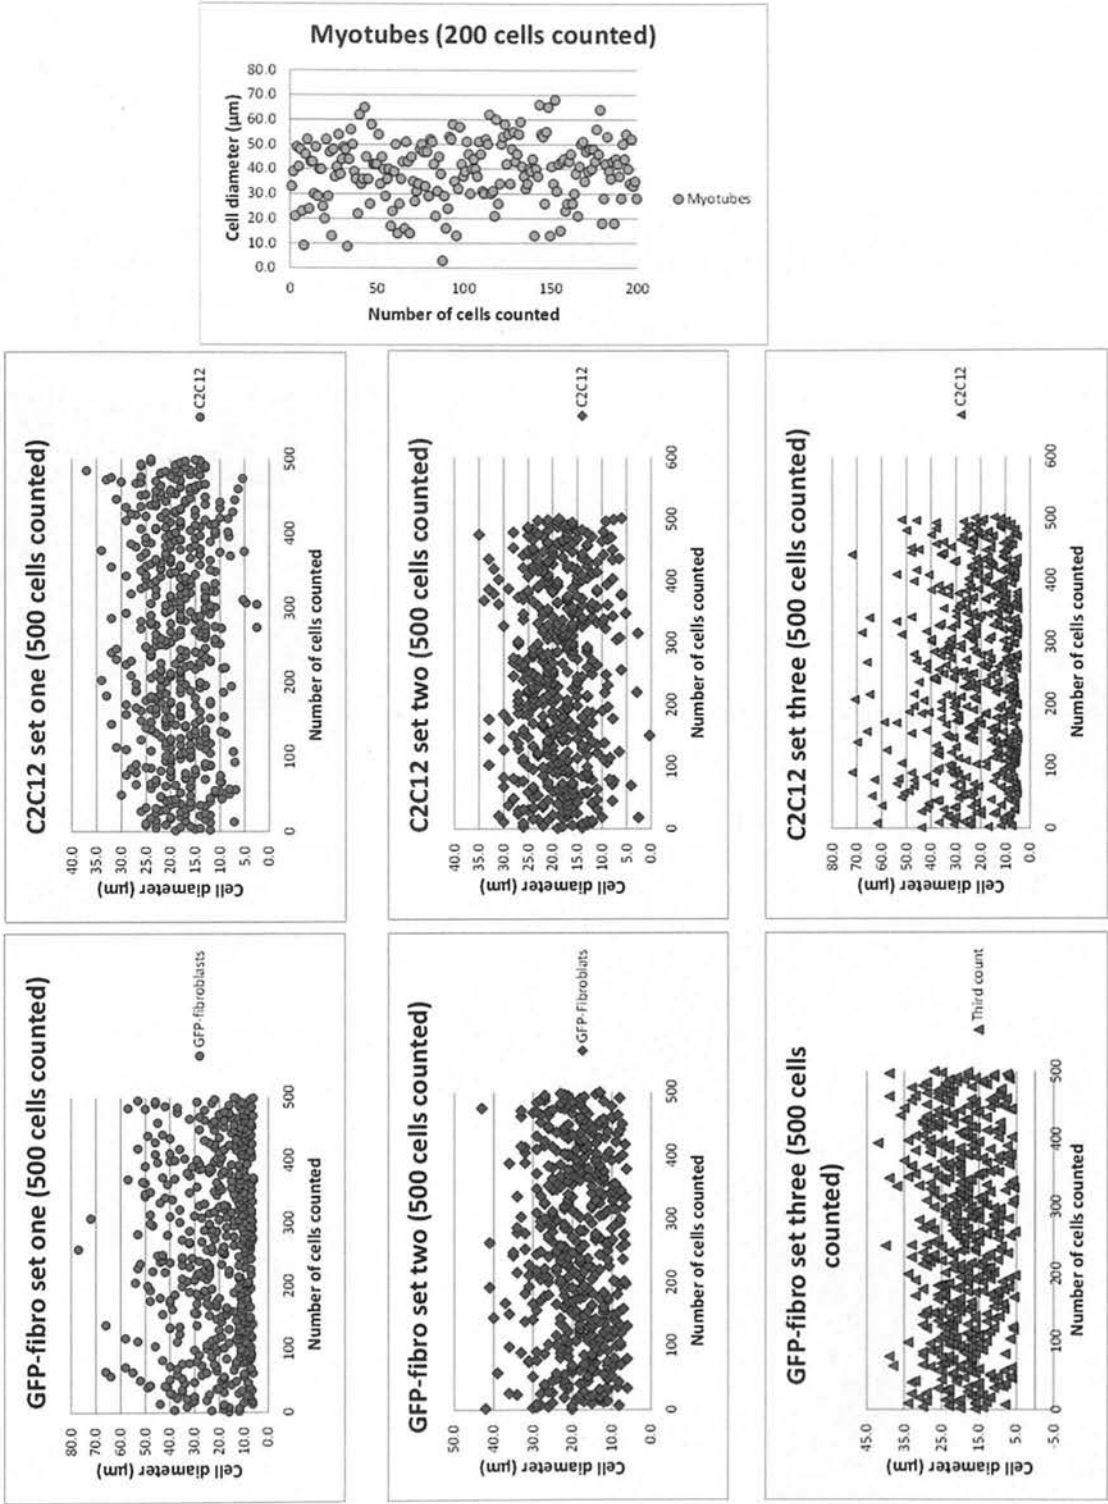 Myotubes (200 cells counted)
80.0
70.0
60.0
50.0
40.0
30.0
20.0
10.0
0.0
Cell diameter (µm)
0 50 100 150 200
Number of cells counted
Myotubes
C2C12 set one (500 cells counted)
40.0
35.0
30.0
25.0
20.0
15.0
10.0
5.0
0.0
Cell diameter (µm)
0 100 200 300 400 500
Number of cells counted
C2C12
C2C12 set two (500 cells counted)
40.0
35.0
30.0
25.0
20.0
15.0
10.0
5.0
0.0
Cell diameter (µm)
0 100 200 300 400 500 600
Number of cells counted
C2C12
C2C12 set three (500 cells counted)
80.0
70.0
60.0
50.0
40.0
30.0
20.0
10.0
0.0
Cell diameter (µm)
0 100 200 300 400 500 600
Number of cells counted
C2C12
GFP-fibro set one (500 cells counted)
80.0
70.0
60.0
50.0
40.0
30.0
20.0
10.0
0.0
Cell diameter (µm)
0 100 200 300 400 500
Number of cells counted
GFP-fibroblasts
GFP-fibro set two (500 cells counted)
50.0
40.0
30.0
20.0
10.0
0.0
Cell diameter (µm)
0 100 200 300 400 500
Number of cells counted
GFP-Fibroblats
GFP-fibro set three (500 cells
counted)
45.0
35.0
25.0
15.0
5.0
-5.0
Cell diameter (µm)
0 100 200 300 400 500
Number of cells counted
Third count